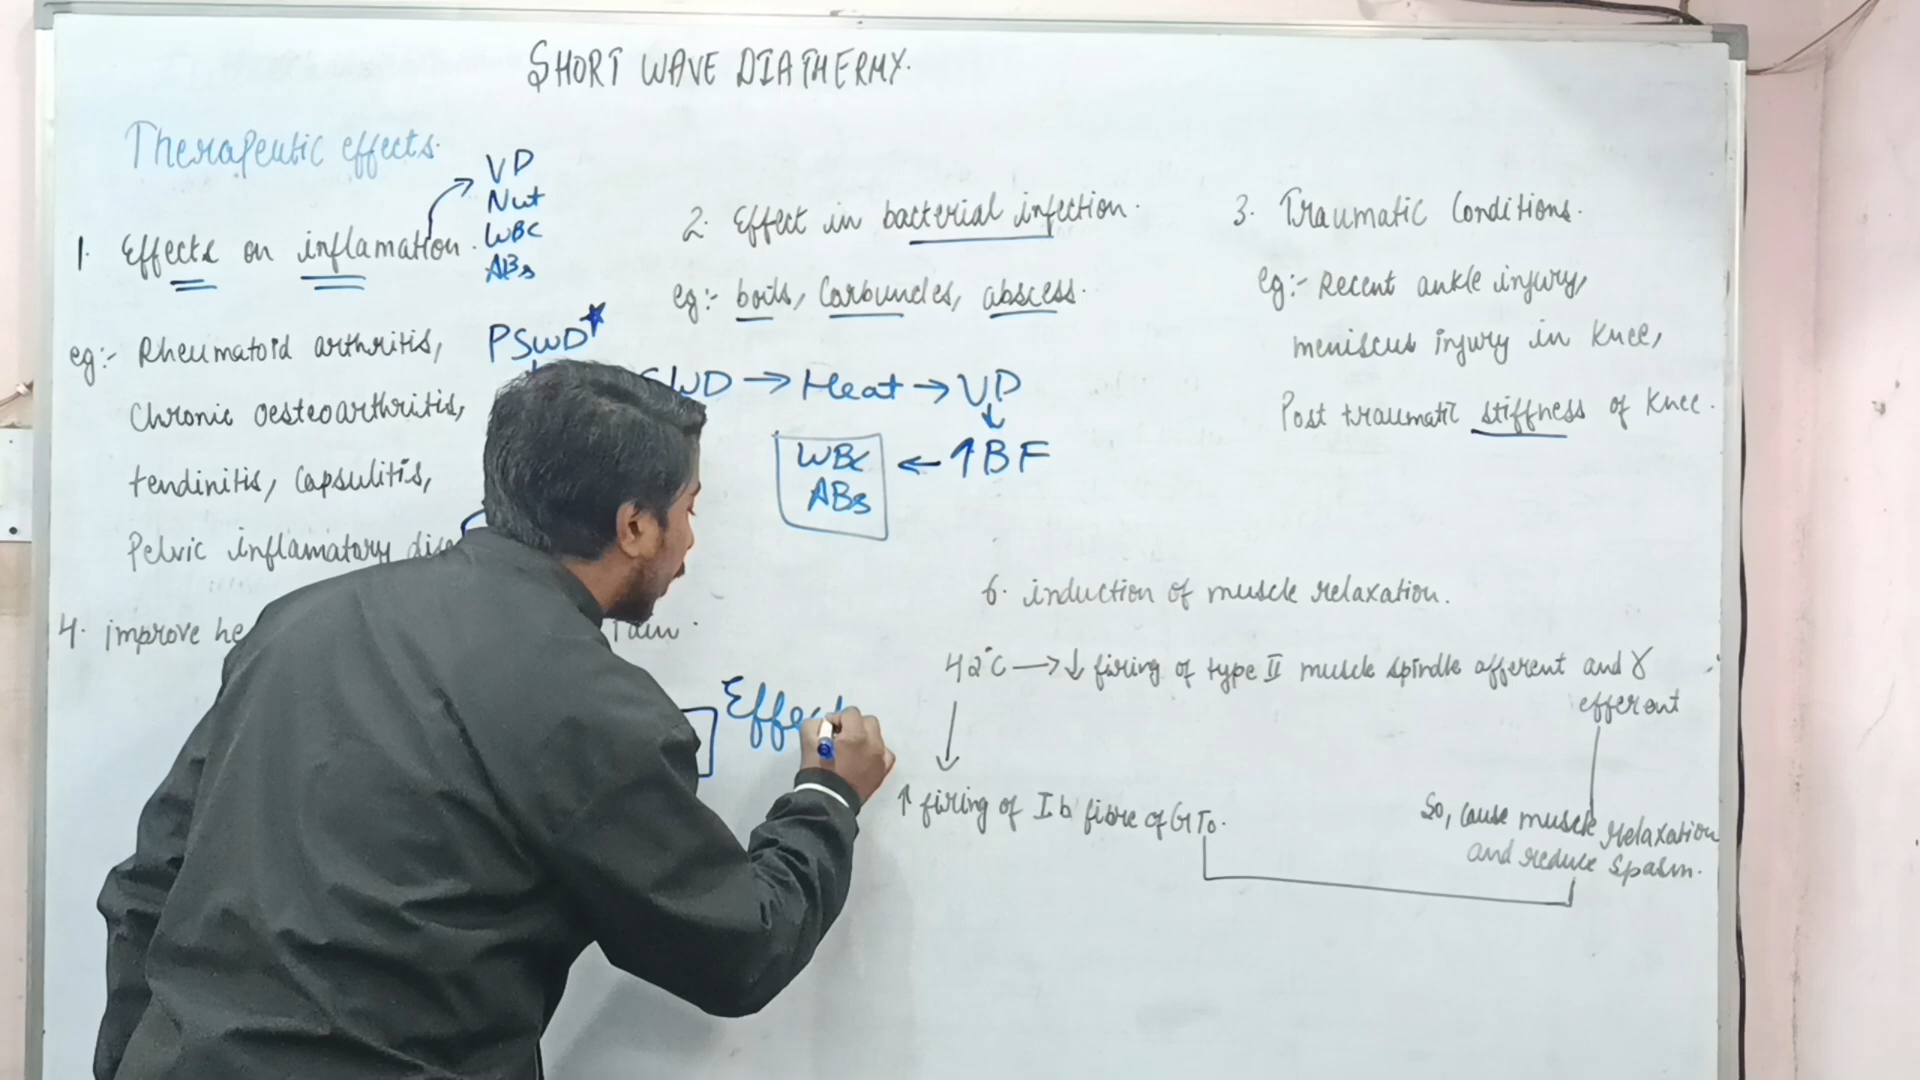 SHORT WAVE DIATHERMY.
Therapeutic effects.
1. Effects on inflamation.
VD
Nut
WBC
ABs
eg:- Rheumatoid arthritis,
Chronic oesteoarthritis,
tendinitis, Capsulitis,
Pelvic inflamatory
PSWD*
2. Effect in bacterial infection.
eg:- boils, Carbuncles, abscess.
SWD → Heat → VD
↓
↑BF
← WBC
ABs
3. Traumatic Conditions.
eg:- Recent ankle injury,
meniscus injury in Knee,
Post traumatic stiffness of Knee.
4. improve
Effect
6. induction of muscle relaxation.
42°C → ↓ firing of type II muscle spindle afferent and γ
efferent
↓
↑ firing of Ib fibre of GTO.
So, cause muscle relaxation
and reduce spasm.